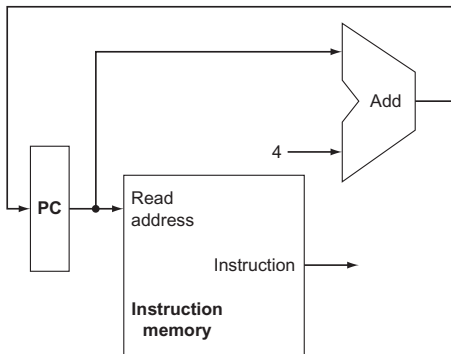 Add
4
PC
Read
address
Instruction
Instruction
memory